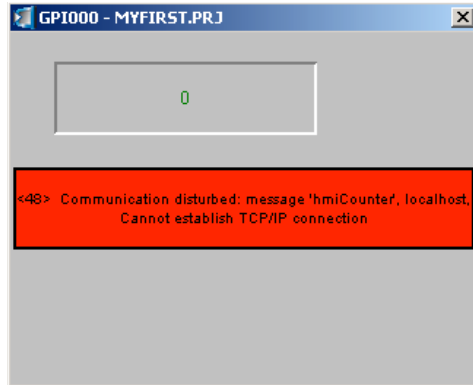 GPI000 - MYFIRST.PRJ
0
<48> Communication disturbed: message 'hmiCounter', localhost,
Cannot establish TCP/IP connection